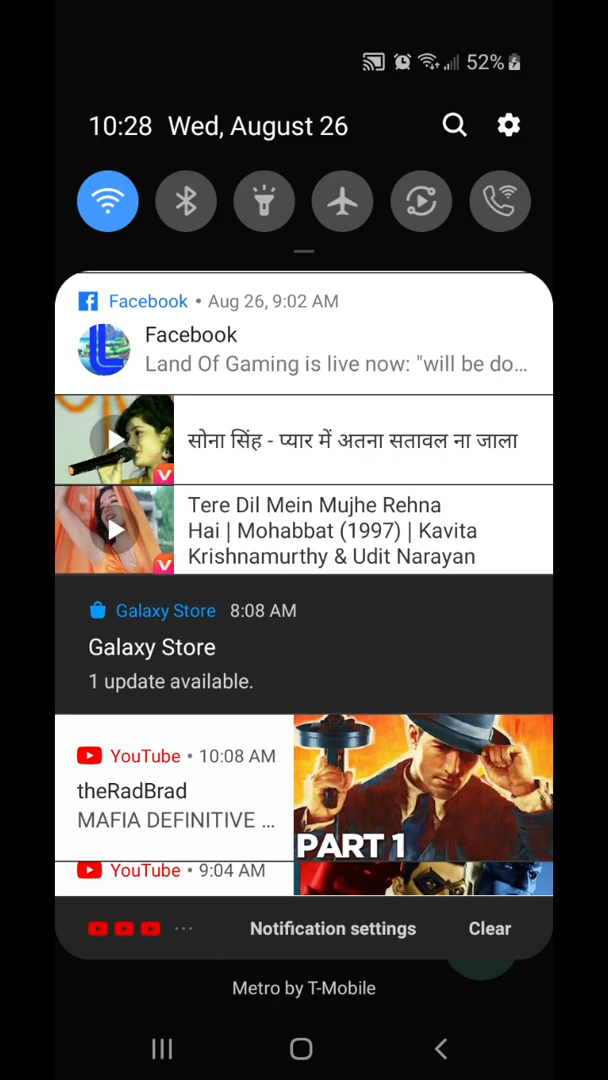 52%
10:28 Wed, August 26
Facebook • Aug 26, 9:02 AM
Facebook
Land Of Gaming is live now: "will be do…
सोना सिंह - प्यार में अतना सतावल ना जाला
Tere Dil Mein Mujhe Rehna
Hai | Mohabbat (1997) | Kavita
Krishnamurthy & Udit Narayan
Galaxy Store 8:08 AM
Galaxy Store
1 update available.
YouTube • 10:08 AM
theRadBrad
MAFIA DEFINITIVE …
PART 1
YouTube • 9:04 AM
Notification settings Clear
Metro by T-Mobile